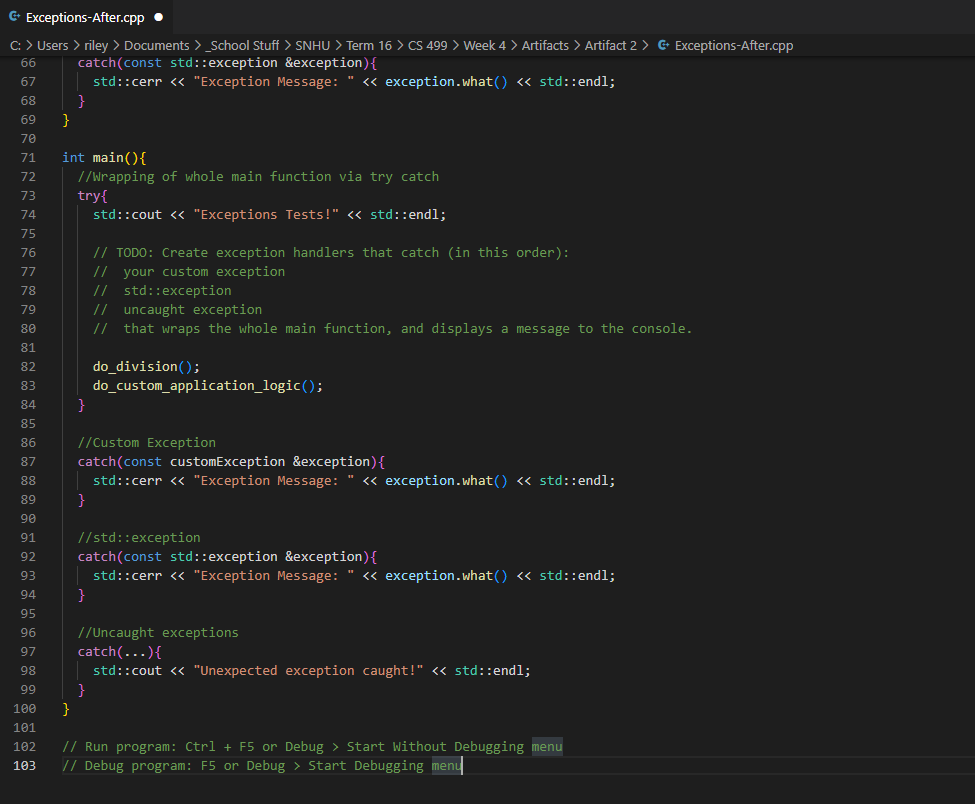 Exceptions-After.cpp
C: > Users > riley > Documents > _School Stuff > SNHU > Term 16 > CS 499 > Week 4 > Artifacts > Artifact 2 > Exceptions-After.cpp
66 catch(const std::exception &exception){
67 std::cerr << "Exception Message: " << exception.what() << std::endl;
68 }
69 }
70
71 int main(){
72 //Wrapping of whole main function via try catch
73 try{
74 std::cout << "Exceptions Tests!" << std::endl;
75
76 // TODO: Create exception handlers that catch (in this order):
77 //  your custom exception
78 //  std::exception
79 //  uncaught exception
80 //  that wraps the whole main function, and displays a message to the console.
81
82 do_division();
83 do_custom_application_logic();
84 }
85
86 //Custom Exception
87 catch(const customException &exception){
88 std::cerr << "Exception Message: " << exception.what() << std::endl;
89 }
90
91 //std::exception
92 catch(const std::exception &exception){
93 std::cerr << "Exception Message: " << exception.what() << std::endl;
94 }
95
96 //Uncaught exceptions
97 catch(...){
98 std::cout << "Unexpected exception caught!" << std::endl;
99 }
100 }
101
102 // Run program: Ctrl + F5 or Debug > Start Without Debugging menu
103 // Debug program: F5 or Debug > Start Debugging menu